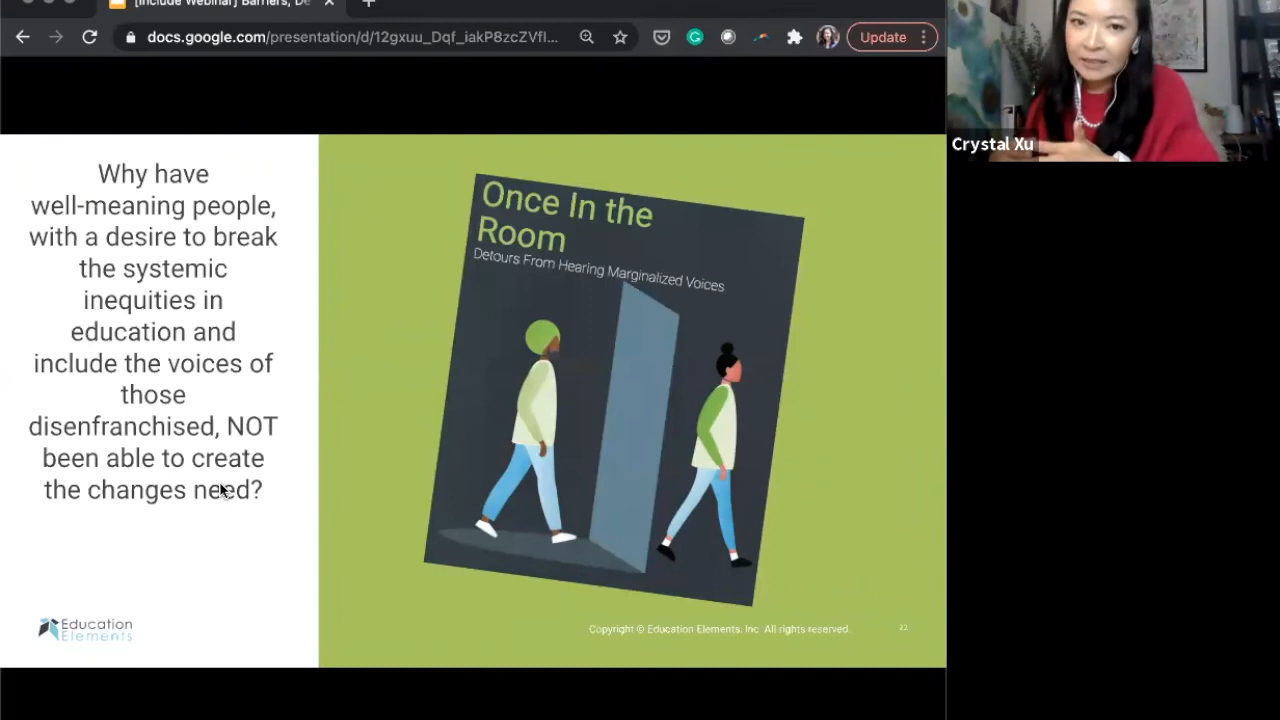 [Include Webinar] Barriers, De
docs.google.com/presentation/d/12gxuu_Dqf_iakP8zcZVfl...
Update
Crystal Xu
Why have
well-meaning people,
with a desire to break
the systemic
inequities in
education and
include the voices of
those
disenfranchised, NOT
been able to create
the changes need?
Once In the
Room
Detours From Hearing Marginalized Voices
Education
Elements
Copyright © Education Elements, Inc All rights reserved.
22